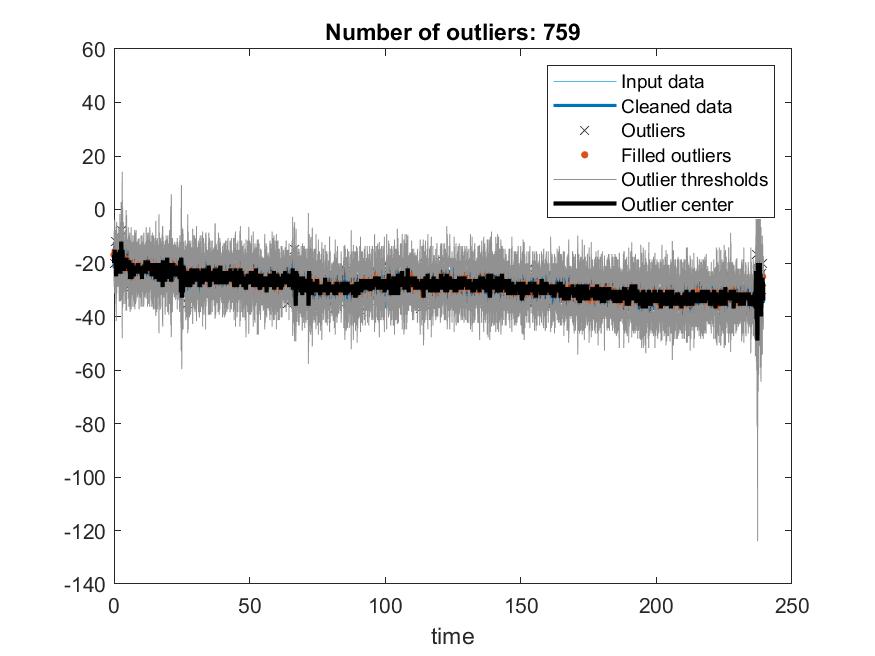 Number of outliers: 759
60
40
20
0
-20
-40
-60
-80
-100
-120
-140
Input data
Cleaned data
Outliers
Filled outliers
Outlier thresholds
Outlier center
0 50 100 150 200 250
time